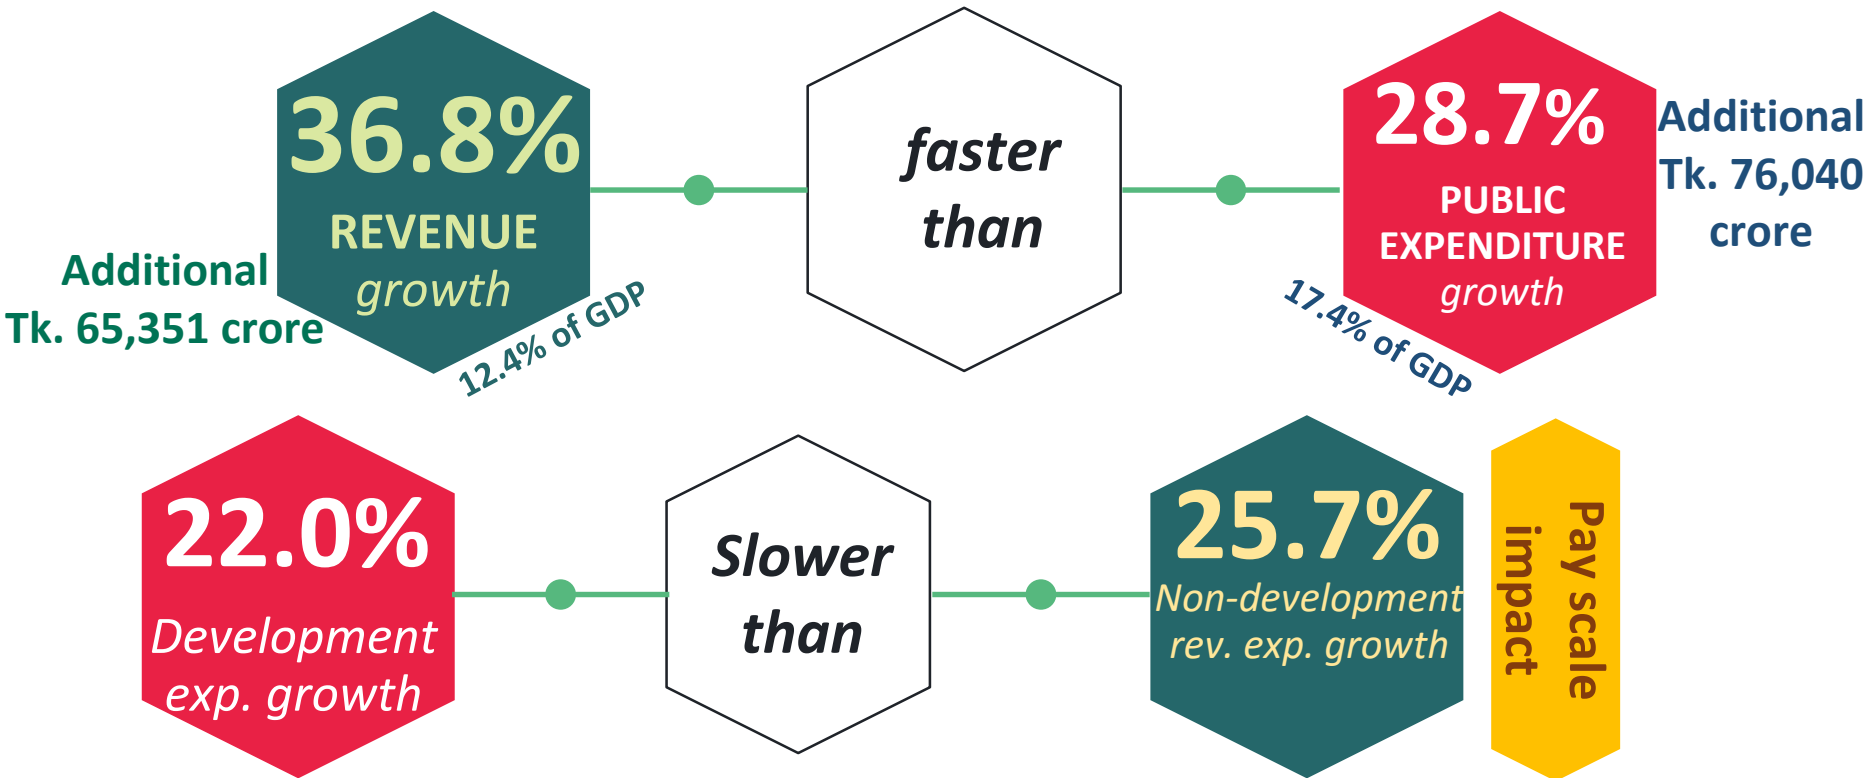 36.8%
REVENUE
growth
Additional
Tk. 65,351 crore
12.4% of GDP
faster
than
28.7%
PUBLIC
EXPENDITURE
growth
Additional
Tk. 76,040
crore
17.4% of GDP
22.0%
Development
exp. growth
Slower
than
25.7%
Non-development
rev. exp. growth
Pay scale
impact